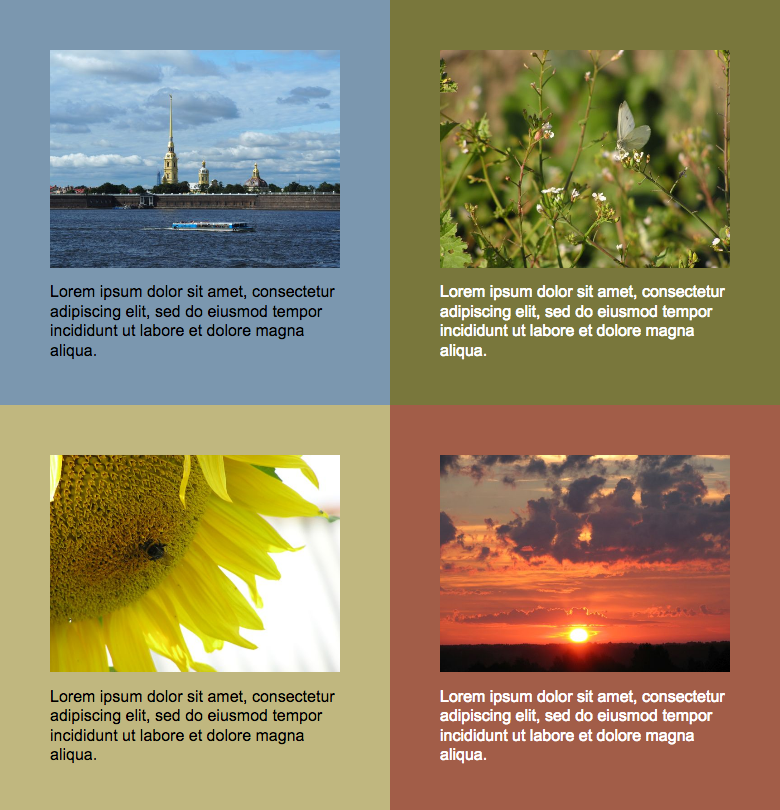 Lorem ipsum dolor sit amet, consectetur
adipiscing elit, sed do eiusmod tempor
incididunt ut labore et dolore magna
aliqua.
Lorem ipsum dolor sit amet, consectetur
adipiscing elit, sed do eiusmod tempor
incididunt ut labore et dolore magna
aliqua.
Lorem ipsum dolor sit amet, consectetur
adipiscing elit, sed do eiusmod tempor
incididunt ut labore et dolore magna
aliqua.
Lorem ipsum dolor sit amet, consectetur
adipiscing elit, sed do eiusmod tempor
incididunt ut labore et dolore magna
aliqua.